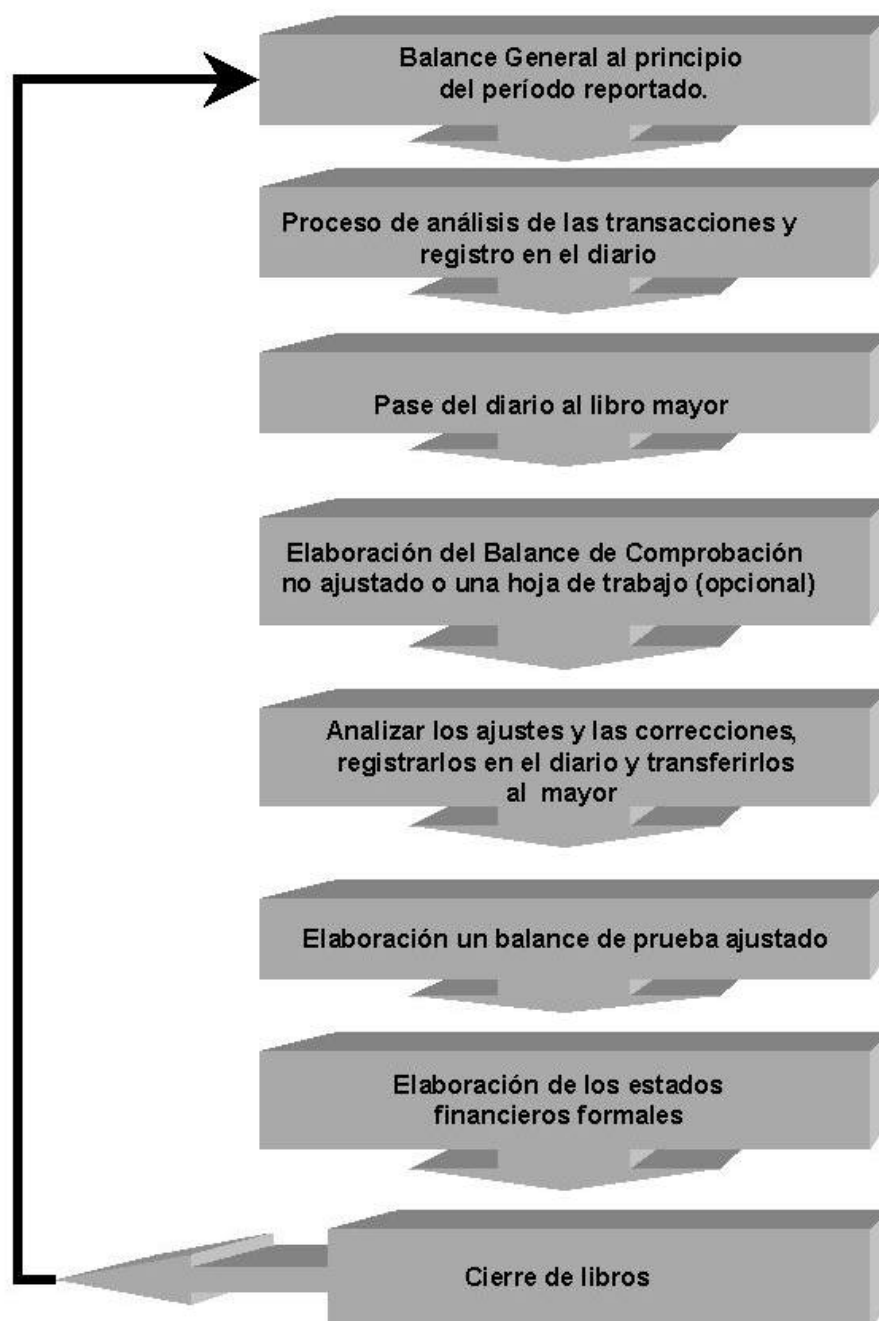 Balance General al principio
del período reportado.
Proceso de análisis de las transacciones y
registro en el diario
Pase del diario al libro mayor
Elaboración del Balance de Comprobación
no ajustado o una hoja de trabajo (opcional)
Analizar los ajustes y las correcciones,
registrarlos en el diario y transferirlos
al mayor
Elaboración un balance de prueba ajustado
Elaboración de los estados
financieros formales
Cierre de libros